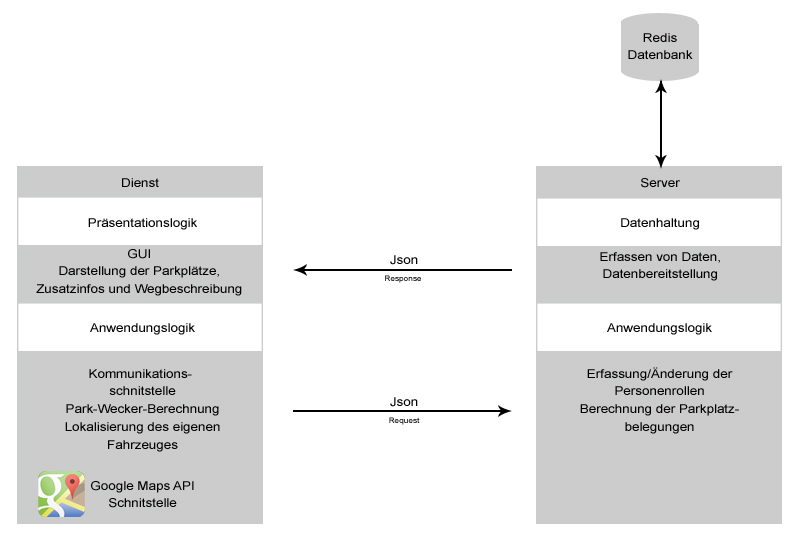 Redis
Datenbank
Dienst
Präsentationslogik
GUI
Darstellung der Parkplätze,
Zusatzinfos und Wegbeschreibung)
Anwendungslogik
Kommunikations-
schnitstelle
Park-Wecker-Berechnung
Lokalisierung des eigenen
Fahrzeuges
Google Maps API
Schnitstelle
Json
Response
Json
Request
Server
Datenhaltung
Erfassen von Daten,
Datenbereitstellung
Anwendungslogik
Erfassung/Änderung der
Personenrollen
Berechnung der Parkplatz-
belegungen